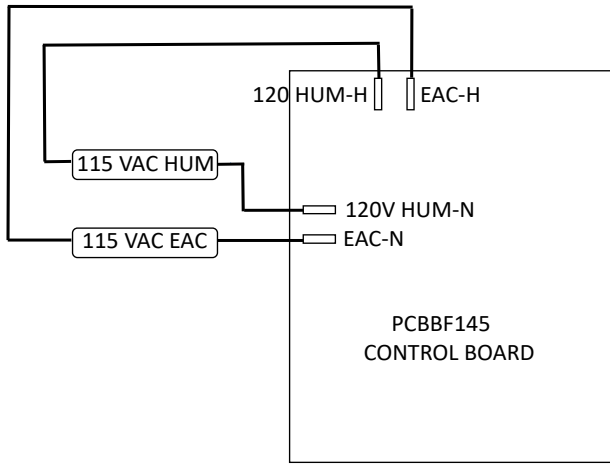 120 HUM-H
EAC-H
115 VAC HUM
120V HUM-N
115 VAC EAC
EAC-N
PCBBF145
CONTROL BOARD